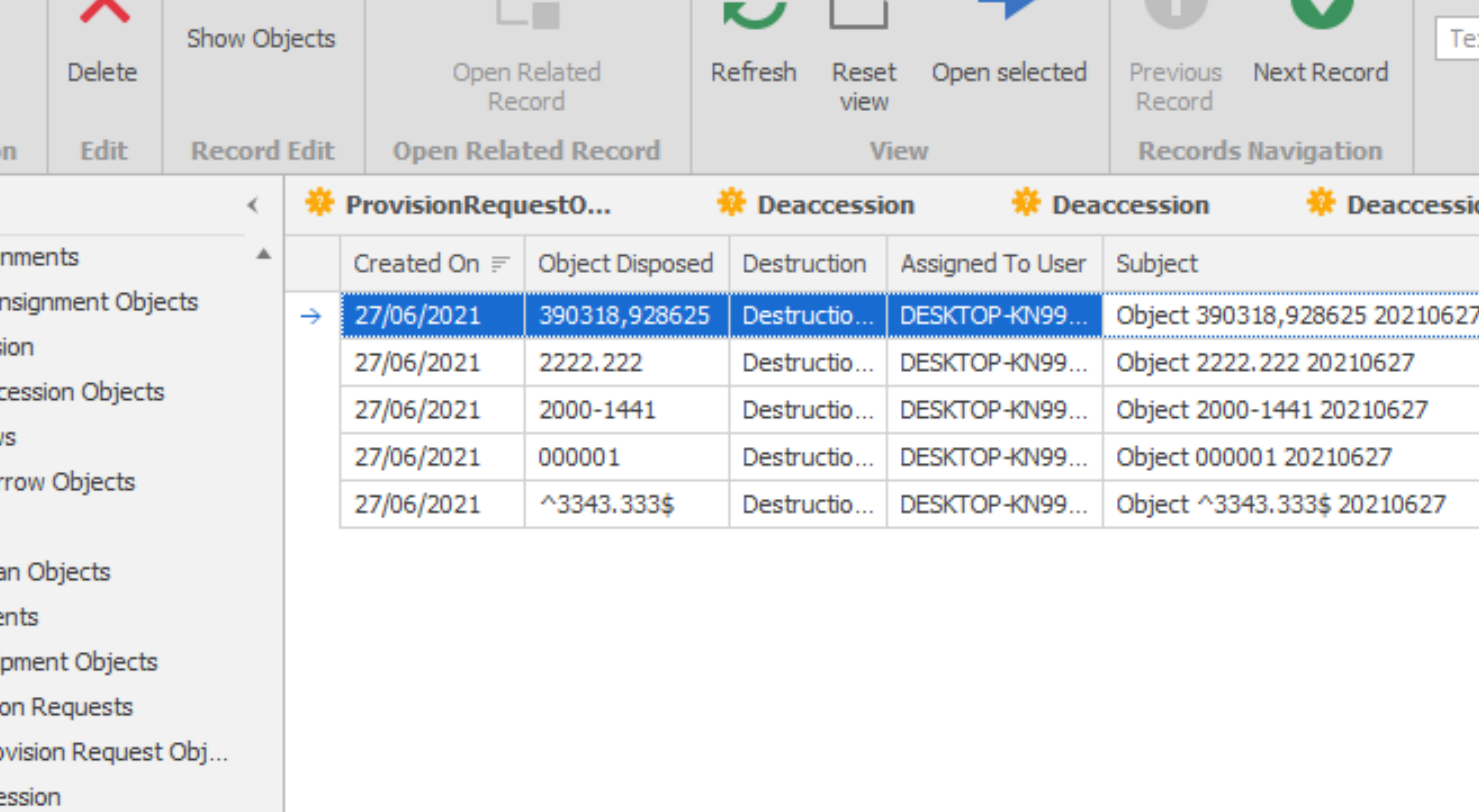 Show Objects
Delete
Open Related
Record
Refresh
Reset
view
Open selected
Previous
Record
Next Record
Edit
Record Edit
Open Related Record
View
Records Navigation
ProvisionRequestO...
Deaccession
Deaccession
Created On
Object Disposed
Destruction
Assigned To User
Subject
27/06/2021 390318,928625 Destructio... DESKTOP-KN99... Object 390318,928625 20210627
27/06/2021 2222.222 Destructio... DESKTOP-KN99... Object 2222.222 20210627
27/06/2021 2000-1441 Destructio... DESKTOP-KN99... Object 2000-1441 20210627
27/06/2021 000001 Destructio... DESKTOP-KN99... Object 000001 20210627
27/06/2021 ^3343.333$ Destructio... DESKTOP-KN99... Object ^3343.333$ 20210627
nments
nsignment Objects
sion
cession Objects
ws
rrow Objects
an Objects
ents
pment Objects
on Requests
ovision Request Obj...
ession